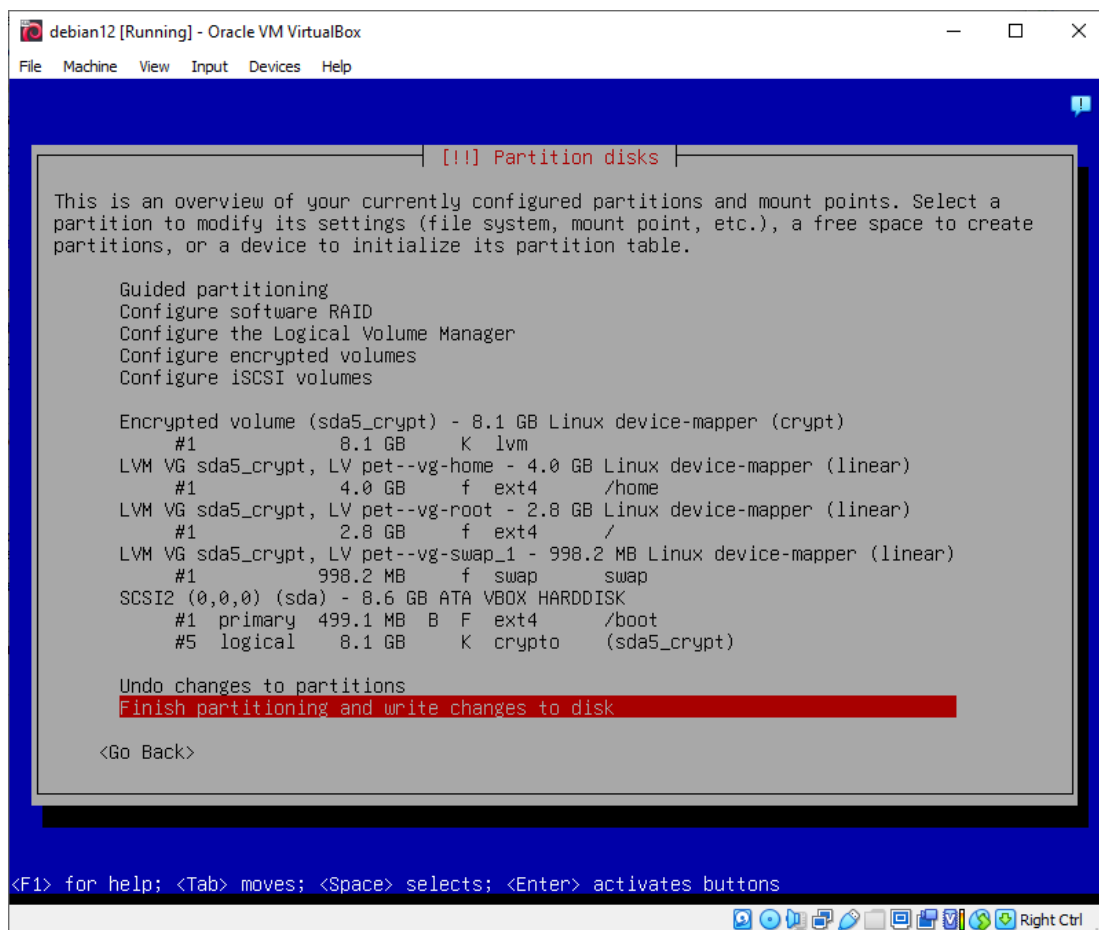 debian12 [Running] - Oracle VM VirtualBox
File Machine View Input Devices Help
[!!] Partition disks
This is an overview of your currently configured partitions and mount points. Select a
partition to modify its settings (file system, mount point, etc.), a free space to create
partitions, or a device to initialize its partition table.
Guided partitioning
Configure software RAID
Configure the Logical Volume Manager
Configure encrypted volumes
Configure iSCSI volumes
Encrypted volume (sda5_crypt) - 8.1 GB Linux device-mapper (crypt)
#1 8.1 GB K lvm
LVM VG sda5_crypt, LV pet--vg-home - 4.0 GB Linux device-mapper (linear)
#1 4.0 GB f ext4 /home
LVM VG sda5_crypt, LV pet--vg-root - 2.8 GB Linux device-mapper (linear)
#1 2.8 GB f ext4 /
LVM VG sda5_crypt, LV pet--vg-swap_1 - 998.2 MB Linux device-mapper (linear)
#1 998.2 MB f swap swap
SCSI2 (0,0,0) (sda) - 8.6 GB ATA VBOX HARDDISK
#1 primary 499.1 MB B F ext4 /boot
#5 logical 8.1 GB K crypto (sda5_crypt)
Undo changes to partitions
Finish partitioning and write changes to disk
<Go Back>
<F1> for help; <Tab> moves; <Space> selects; <Enter> activates buttons
Right Ctrl